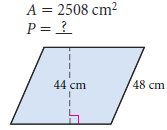 A = 2508 cm²
P = ?
44 cm
48 cm